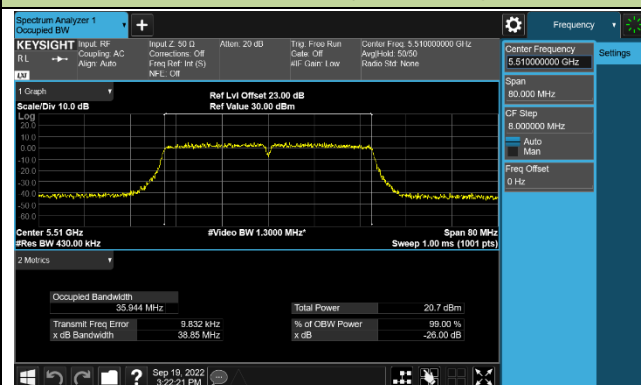 Spectrum Analyzer 1
Occupied BW
Frequency
KEYSIGHT
Input: RF
Coupling: AC
Align: Auto
Input Z: 50 Ω
Corrections: Off
Freq Ref: Int (S)
NFE: Off
Atten: 20 dB
Trig: Free Run
Gate: Off
#IF Gain: Low
Center Freq: 5.510000000 GHz
Avg|Hold: 50/50
Radio Std: None
RL
LXI
Center Frequency
5.510000000 GHz
Settings
Span
80.000 MHz
CF Step
8.000000 MHz
Auto
Man
Freq Offset
0 Hz
1 Graph
Scale/Div 10.0 dB
Ref Lvl Offset 23.00 dB
Ref Value 30.00 dBm
Log
20.0
10.0
0.00
-10.0
-20.0
-30.0
-40.0
-50.0
-60.0
Center 5.51 GHz
#Res BW 430.00 kHz
#Video BW 1.3000 MHz*
Span 80 MHz
Sweep 1.00 ms (1001 pts)
2 Metrics
Occupied Bandwidth
35.944 MHz
Total Power
20.7 dBm
Transmit Freq Error
9.832 kHz
% of OBW Power
99.00 %
x dB Bandwidth
38.85 MHz
x dB
-26.00 dB
Sep 19, 2022
3:22:21 PM